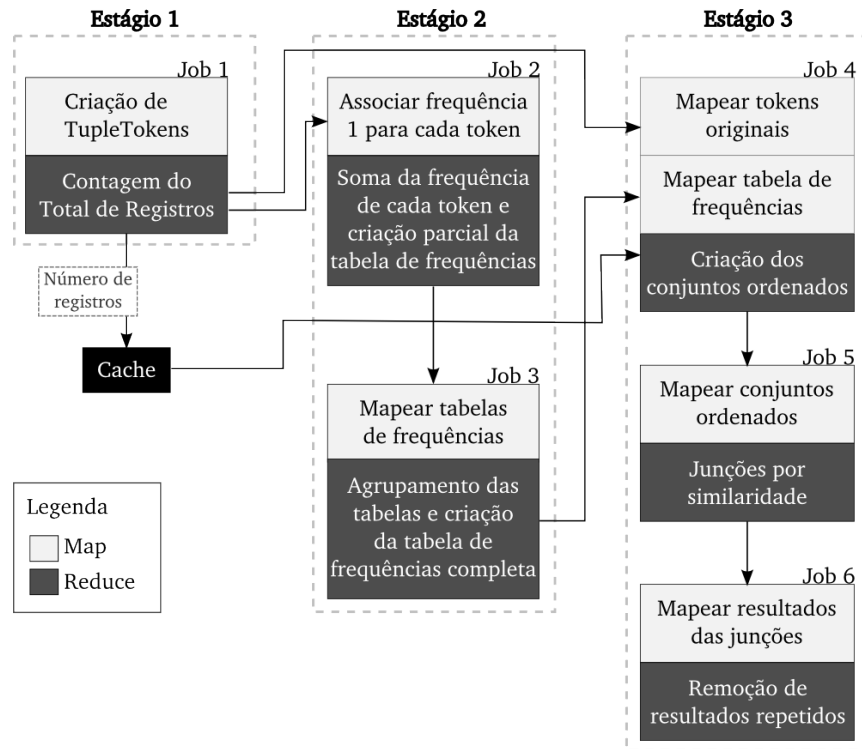 Estágio 1
Job 1
Criação de
TupleTokens
Contagem do
Total de Registros
Número de
registros
Cache
Legenda
Map
Reduce
Estágio 2
Job 2
Associar frequência
1 para cada token
Soma da frequência
de cada token e
criação parcial da
tabela de frequências
Job 3
Mapear tabelas
de frequências
Agrupamento das
tabelas e criação
da tabela de
frequências completa
Estágio 3
Job 4
Mapear tokens
originais
Mapear tabela de
frequências
Criação dos
conjuntos ordenados
Job 5
Mapear conjuntos
ordenados
Junções por
similaridade
Job 6
Mapear resultados
das junções
Remoção de
resultados repetidos